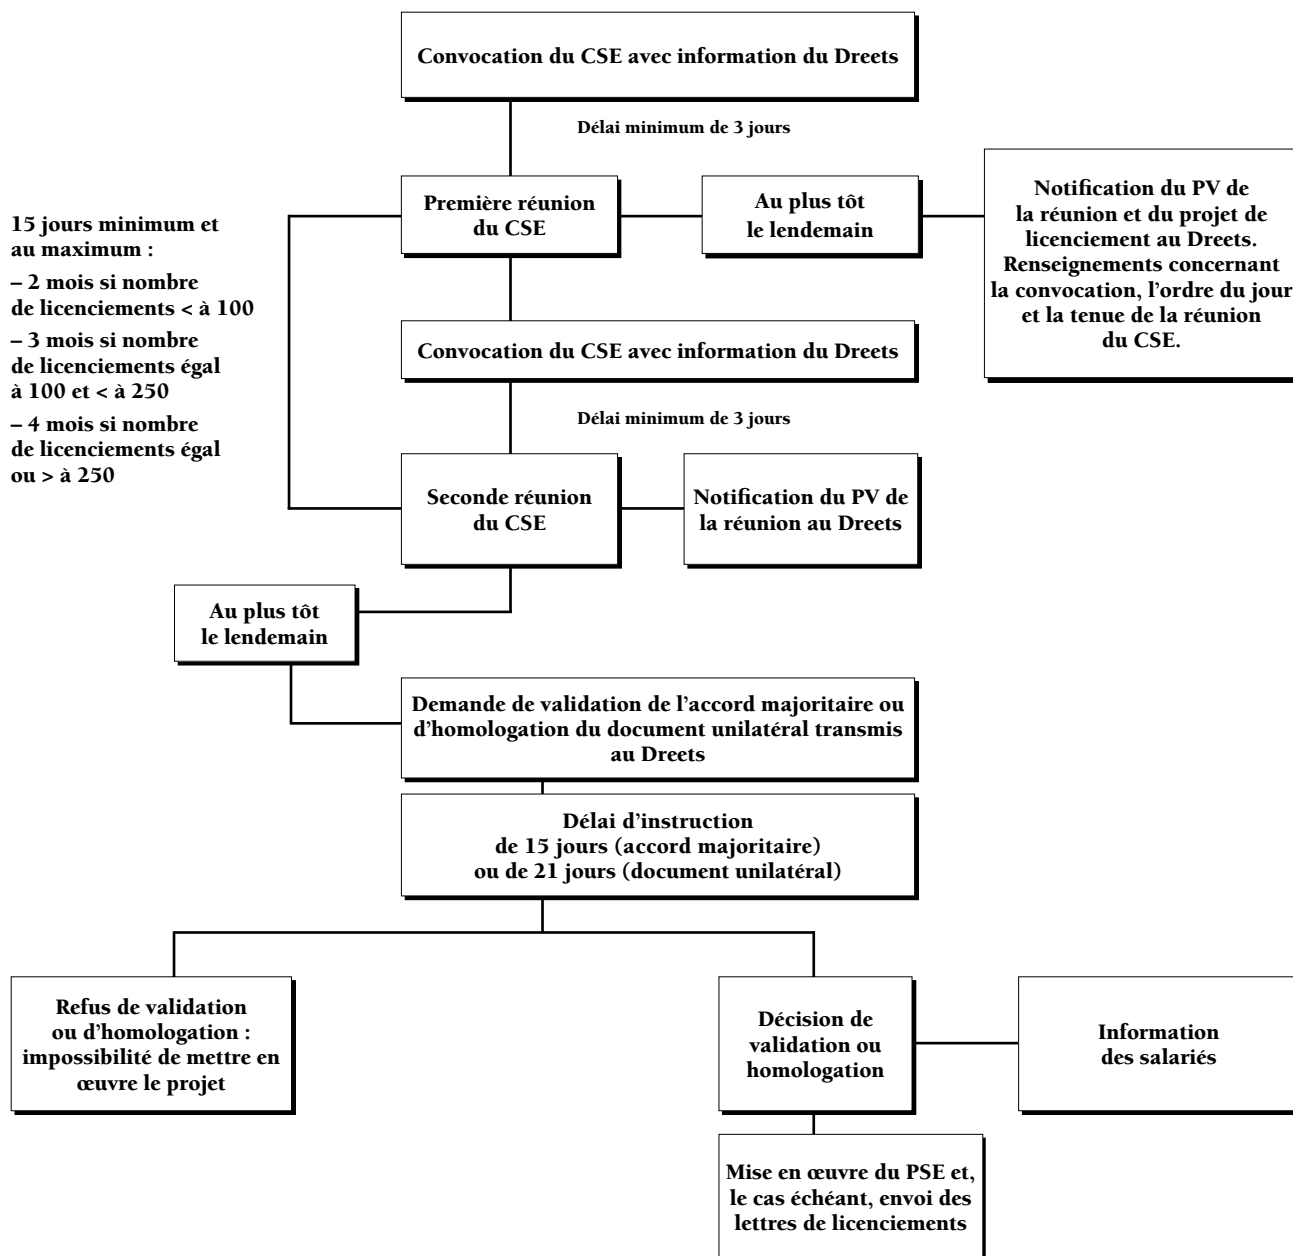 Convocation du CSE avec information du Dreets
Délai minimum de 3 jours
Première réunion
du CSE
Au plus tôt
le lendemain
Notification du PV de
la réunion et du projet de
licenciement au Dreets.
Renseignements concernant
la convocation, l’ordre du jour
et la tenue de la réunion
du CSE.
15 jours minimum et
au maximum :
– 2 mois si nombre
de licenciements < à 100
– 3 mois si nombre
de licenciements égal
à 100 et < à 250
– 4 mois si nombre
de licenciements égal
ou > à 250
Convocation du CSE avec information du Dreets
Délai minimum de 3 jours
Seconde réunion
du CSE
Notification du PV de
la réunion au Dreets
Au plus tôt
le lendemain
Demande de validation de l’accord majoritaire ou
d’homologation du document unilatéral transmis
au Dreets
Délai d’instruction
de 15 jours (accord majoritaire)
ou de 21 jours (document unilatéral)
Refus de validation
ou d’homologation :
impossibilité de mettre en
œuvre le projet
Décision de
validation ou
homologation
Information
des salariés
Mise en œuvre du PSE et,
le cas échéant, envoi des
lettres de licenciements